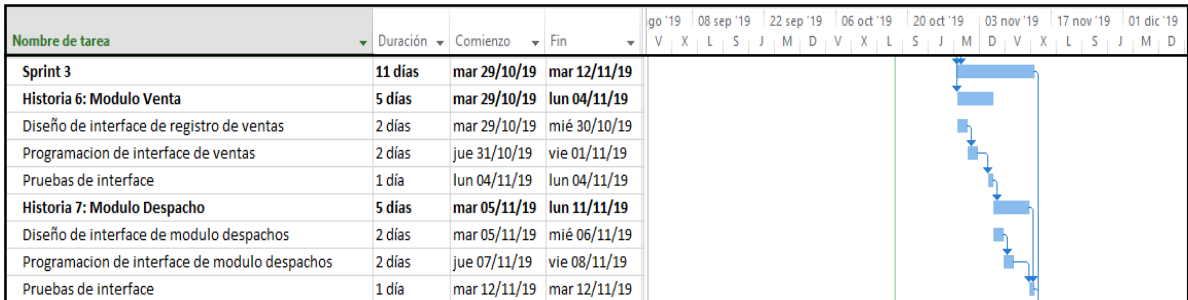 Nombre de tarea Duración Comienzo Fin
go '19 08 sep '19 22 sep '19 06 oct '19 20 oct '19 03 nov '19 17 nov '19 01 dic '19
V X L S J M D V X L S J M D V X L S J M D
Sprint 3 11 días mar 29/10/19 mar 12/11/19
Historia 6: Modulo Venta 5 días mar 29/10/19 lun 04/11/19
Diseño de interface de registro de ventas 2 días mar 29/10/19 mié 30/10/19
Programacion de interface de ventas 2 días jue 31/10/19 vie 01/11/19
Pruebas de interface 1 día lun 04/11/19 lun 04/11/19
Historia 7: Modulo Despacho 5 días mar 05/11/19 lun 11/11/19
Diseño de interface de modulo despachos 2 días mar 05/11/19 mié 06/11/19
Programacion de interface de modulo despachos 2 días jue 07/11/19 vie 08/11/19
Pruebas de interface 1 día mar 12/11/19 mar 12/11/19